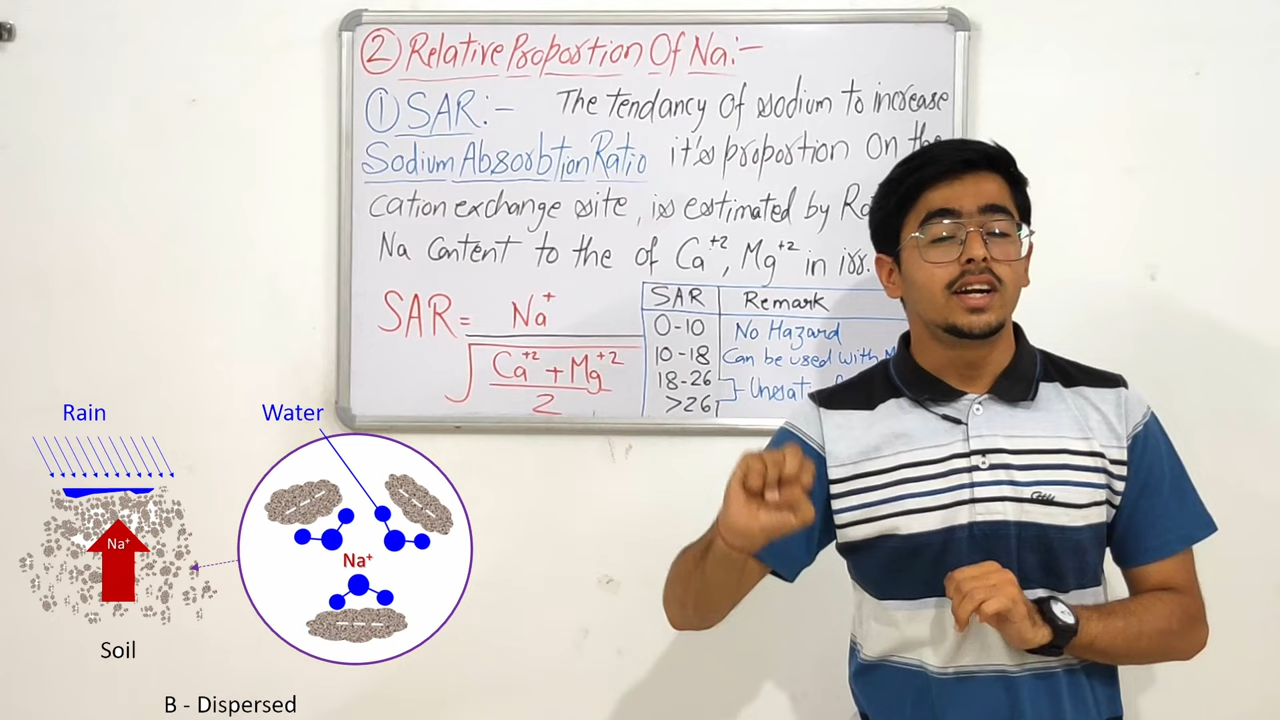 ② Relative Proportion Of Na:-
① SAR:- The tendancy Of sodium to increase
Sodium Absorbtion Ratio it's proportion on the
cation exchange site, is estimated by
Na content to the of Ca+2, Mg+2 in irr.
SAR = Na+
Ca+2 + Mg+2
2
SAR Remark
0-10 No Hazard
10-18 Can be used with
18-26
>26
Rain
Water
Na+
Na+
Soil
B - Dispersed